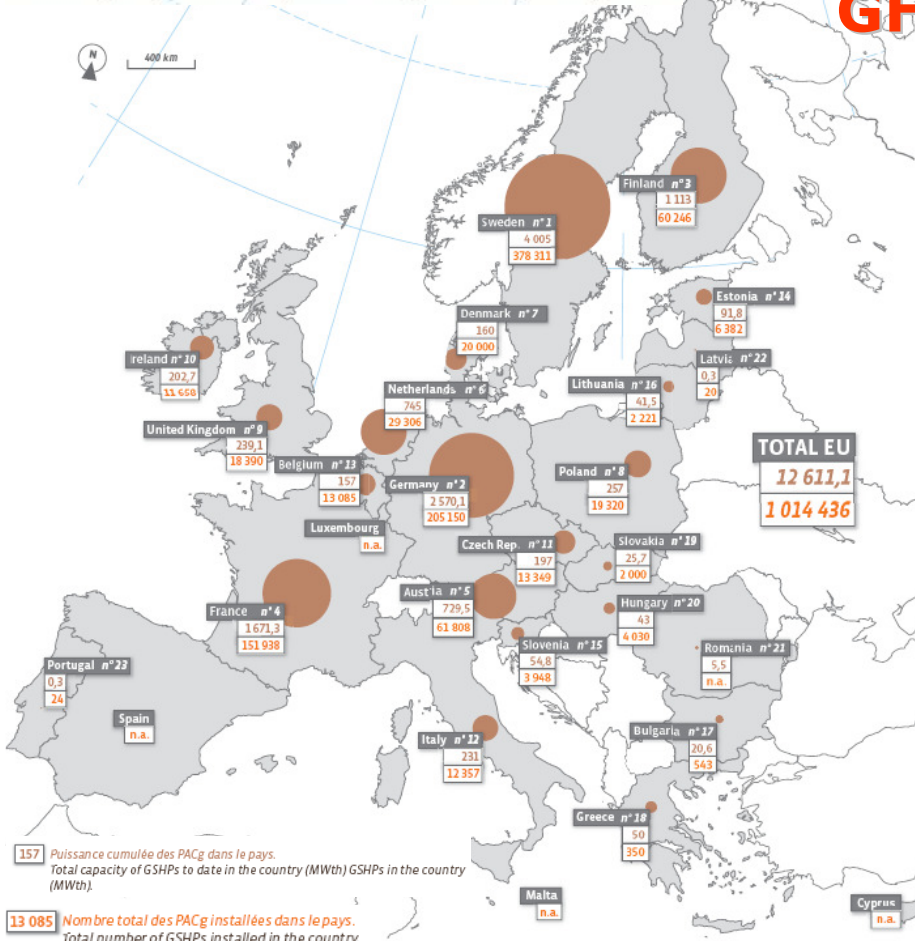 GH
N
400 km
Finland n°3
1 113
60 246
Sweden n°1
4 005
378 311
Estonia n°14
91,8
6 382
Denmark n°7
160
20 000
Ireland n°10
202,7
11 658
Latvia n°22
0,3
20
Lithuania n°16
41,5
2 221
Netherlands n°6
745
29 306
United Kingdom n°9
239,1
18 390
TOTAL EU
12 611,1
1 014 436
Belgium n°13
157
13 085
Germany n°2
2 570,1
205 150
Poland n°8
257
19 320
Luxembourg
n.a.
Czech Rep. n°11
197
13 349
Slovakia n°19
25,7
2 000
Austria n°5
729,5
61 808
France n°4
1 671,3
151 938
Hungary n°20
43
4 030
Slovenia n°15
54,8
3 948
Romania n°21
5,5
n.a.
Portugal n°23
0,3
24
Spain
n.a.
Bulgaria n°17
20,6
543
Italy n°12
231
12 357
Greece n°18
50
350
157 Puissance cumulée des PACg dans le pays.
Total capacity of GSHPs to date in the country (MWth) GSHPs in the country
(MWth).
Malta
n.a.
Cyprus
n.a.
13 085 Nombre total des PACg installées dans le pays.
Total number of GSHPs installed in the country